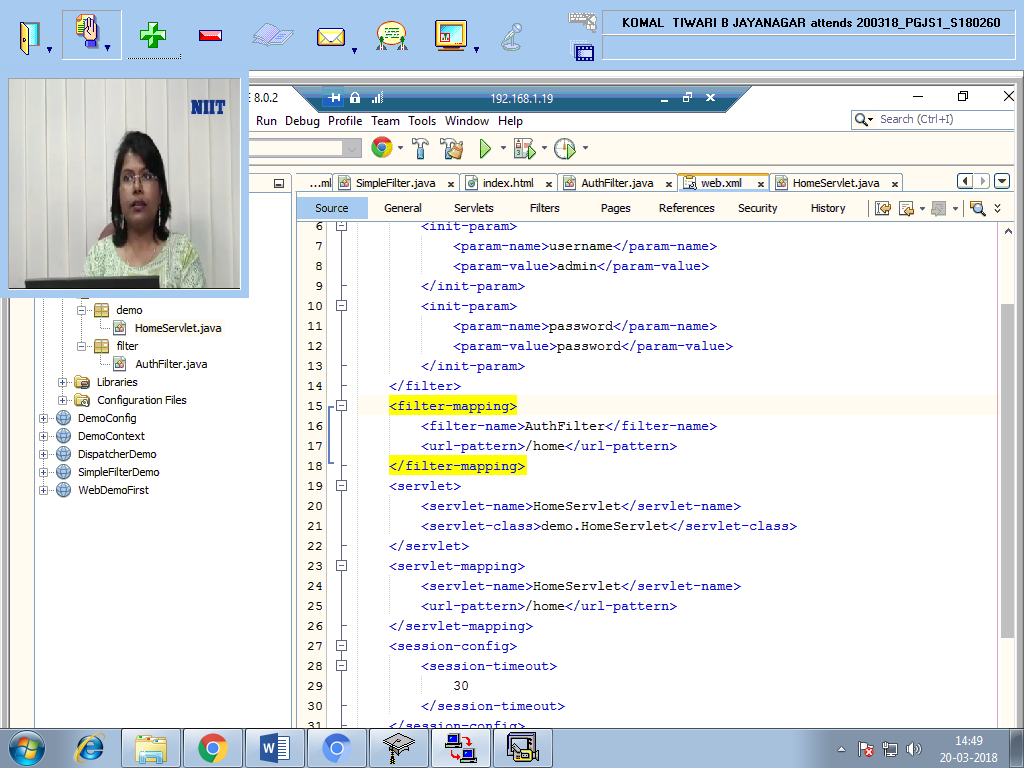 KOMAL TIWARI B JAYANAGAR attends 200318_PGJS1_S180260
NIIT
E 8.0.2
192.168.1.19
Run Debug Profile Team Tools Window Help
Search (Ctrl+I)
...ml SimpleFilter.java index.html AuthFilter.java web.xml HomeServlet.java
Source General Servlets Filters Pages References Security History
demo
HomeServlet.java
filter
AuthFilter.java
Libraries
Configuration Files
DemoConfig
DemoContext
DispatcherDemo
SimpleFilterDemo
WebDemoFirst
6 <init-param>
7 <param-name>username</param-name>
8 <param-value>admin</param-value>
9 </init-param>
10 <init-param>
11 <param-name>password</param-name>
12 <param-value>password</param-value>
13 </init-param>
14 </filter>
15 <filter-mapping>
16 <filter-name>AuthFilter</filter-name>
17 <url-pattern>/home</url-pattern>
18 </filter-mapping>
19 <servlet>
20 <servlet-name>HomeServlet</servlet-name>
21 <servlet-class>demo.HomeServlet</servlet-class>
22 </servlet>
23 <servlet-mapping>
24 <servlet-name>HomeServlet</servlet-name>
25 <url-pattern>/home</url-pattern>
26 </servlet-mapping>
27 <session-config>
28 <session-timeout>
29 30
30 </session-timeout>
31 </session-config>
14:49
20-03-2018